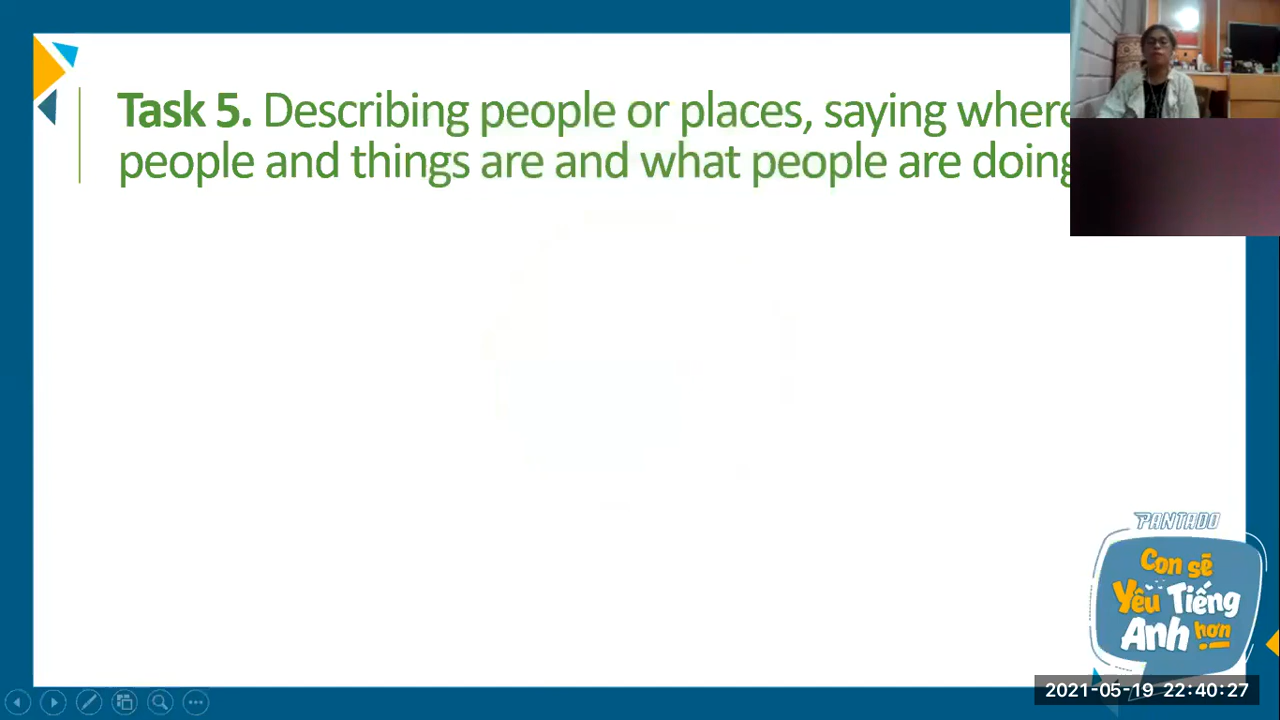 Task 5. Describing people or places, saying where
people and things are and what people are doing
PANTADO
Con sẽ
Yêu Tiếng
Anh hơn
2021-05-19 22:40:27